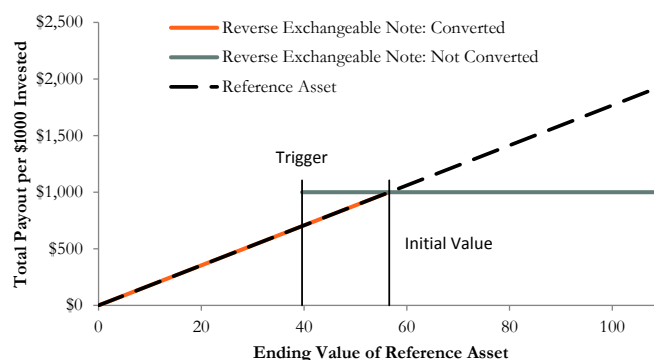 $2,500
$2,000
$1,500
$1,000
$500
$0
Total Payout per $1000 Invested
Reverse Exchangeable Note: Converted
Reverse Exchangeable Note: Not Converted
Reference Asset
Trigger
Initial Value
0 20 40 60 80 100
Ending Value of Reference Asset